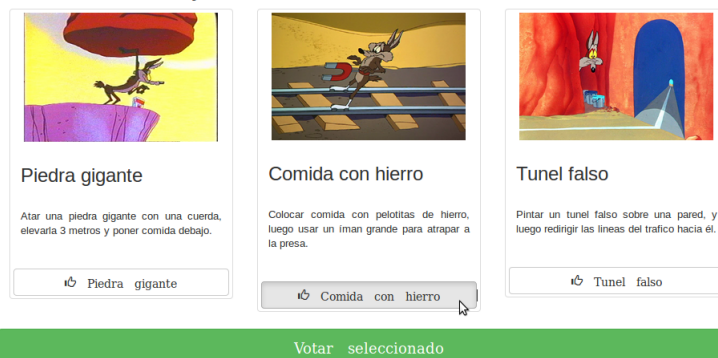 Piedra gigante
Atar una piedra gigante con una cuerda,
elevarla 3 metros y poner comida debajo.
Piedra gigante
Comida con hierro
Colocar comida con pelotitas de hierro,
luego usar un íman grande para atrapar a
la presa.
Comida con hierro
Tunel falso
Pintar un tunel falso sobre una pared, y
luego redirigir las lineas del trafico hacia él.
Tunel falso
Votar seleccionado